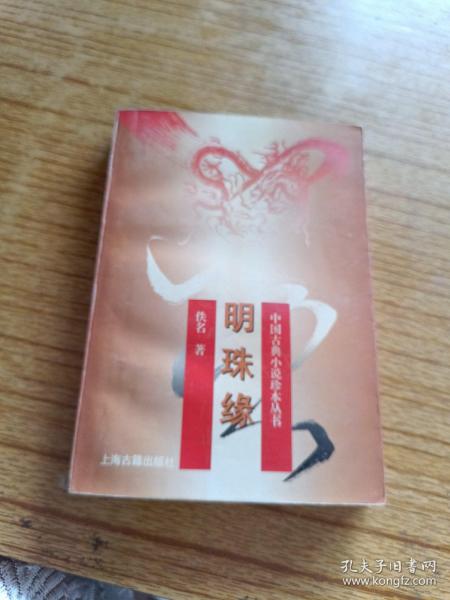 中国古典小说珍本丛书
明珠缘
佚名 著
上海古籍出版社
孔夫子旧书网
www.kongfz.com